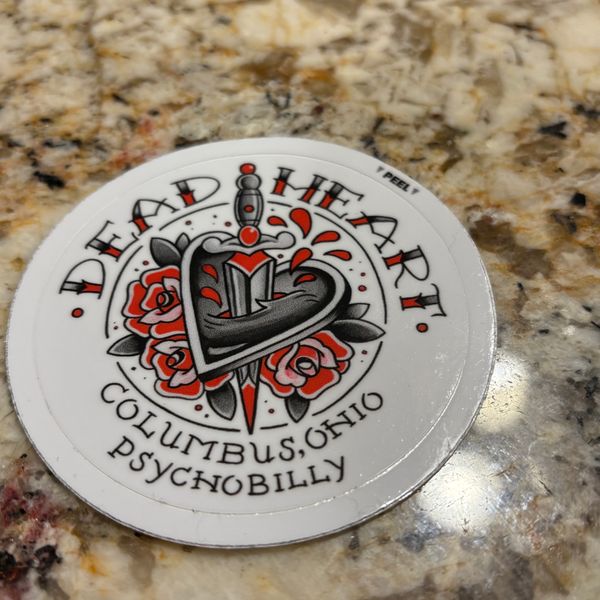 · DEAD HEART ·
▼PEEL▼
COLUMBUS, OHIO
PSYCHOBILLY